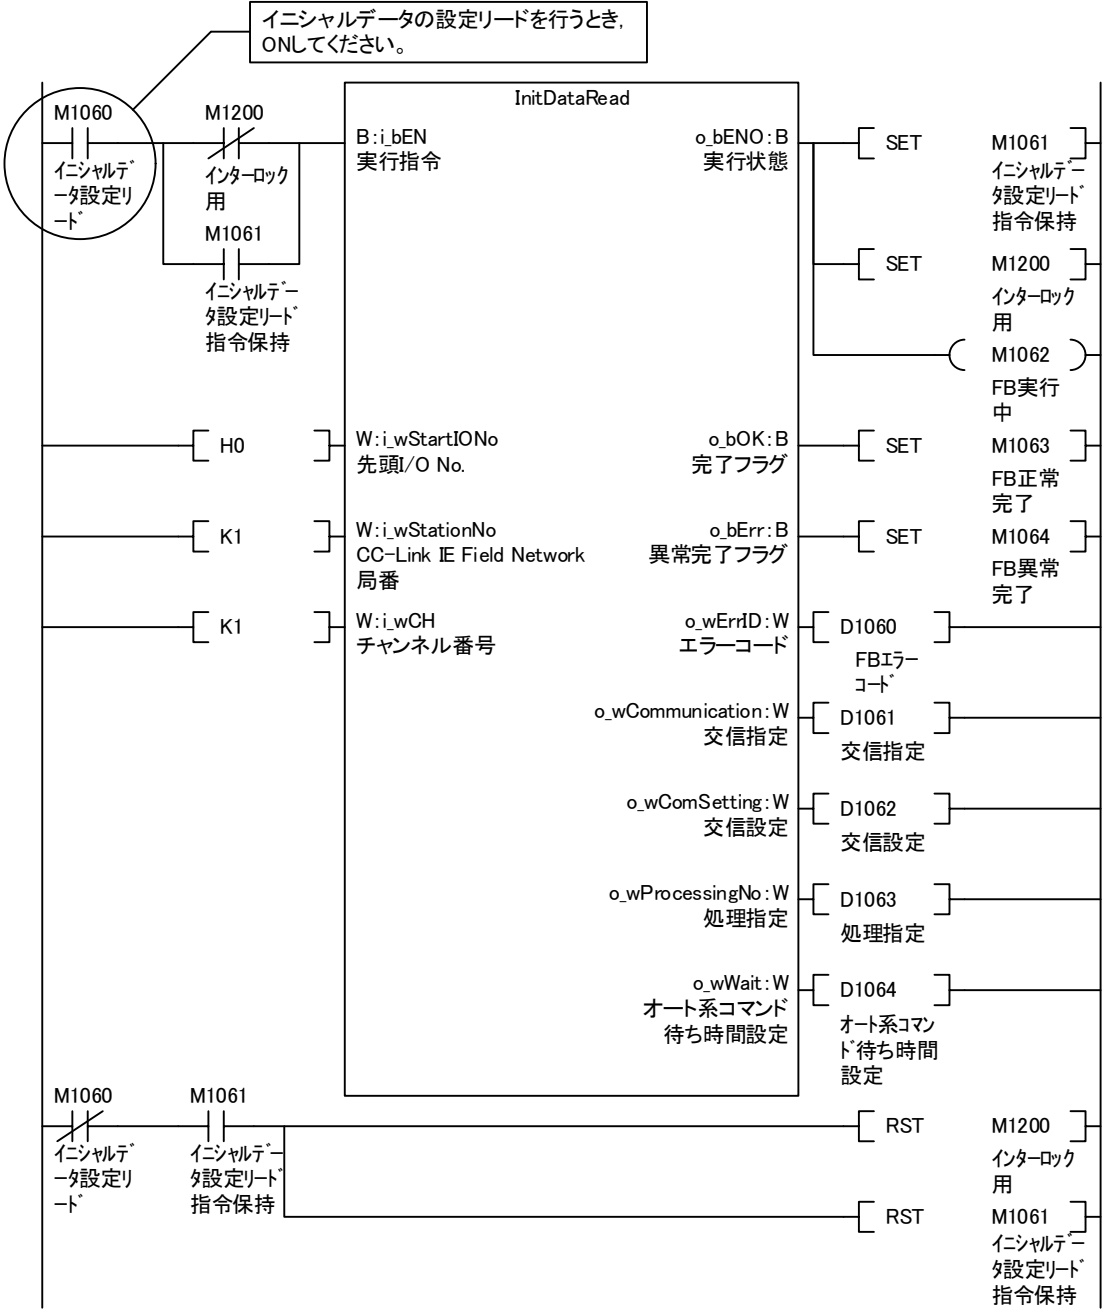 イニシャルデータの設定リードを行うとき,
ONしてください。
InitDataRead
M1060
イニシャルデ
ータ設定リ
ード
M1200
インターロック
用
M1061
イニシャルデー
タ設定リード
指令保持
B:i_bEN
実行指令
o_bENO:B
実行状態
SET M1061
イニシャルデー
タ設定リード
指令保持
SET M1200
インターロック
用
M1062
FB実行
中
H0
W:i_wStartIONo
先頭I/O No.
o_bOK:B
完了フラグ
SET M1063
FB正常
完了
K1
W:i_wStationNo
CC-Link IE Field Network
局番
o_bErr:B
異常完了フラグ
SET M1064
FB異常
完了
K1
W:i_wCH
チャンネル番号
o_wErrID:W
エラーコード
D1060
FBエラー
コード
o_wCommunication:W
交信指定
D1061
交信指定
o_wComSetting:W
交信設定
D1062
交信設定
o_wProcessingNo:W
処理指定
D1063
処理指定
o_wWait:W
オート系コマンド
待ち時間設定
D1064
オート系コマン
ド待ち時間
設定
M1060
イニシャルデ
ータ設定リ
ード
M1061
イニシャルデー
タ設定リード
指令保持
RST M1200
インターロック
用
RST M1061
イニシャルデー
タ設定リード
指令保持